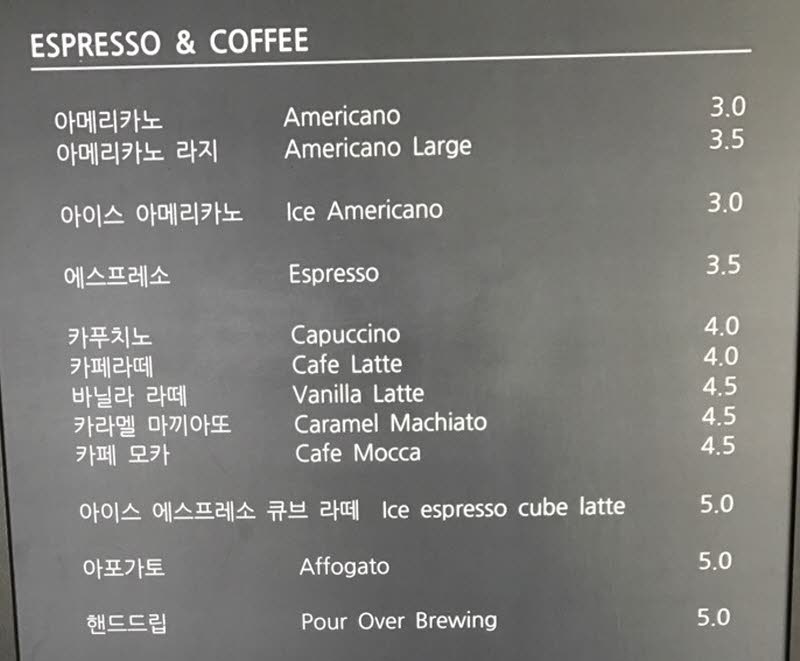 ESPRESSO & COFFEE
아메리카노 Americano 3.0
아메리카노 라지 Americano Large 3.5
아이스 아메리카노 Ice Americano 3.0
에스프레소 Espresso 3.5
카푸치노 Capuccino 4.0
카페라떼 Cafe Latte 4.0
바닐라 라떼 Vanilla Latte 4.5
카라멜 마끼아또 Caramel Machiato 4.5
카페 모카 Cafe Mocca 4.5
아이스 에스프레소 큐브 라떼 Ice espresso cube latte 5.0
아포가토 Affogato 5.0
핸드드립 Pour Over Brewing 5.0